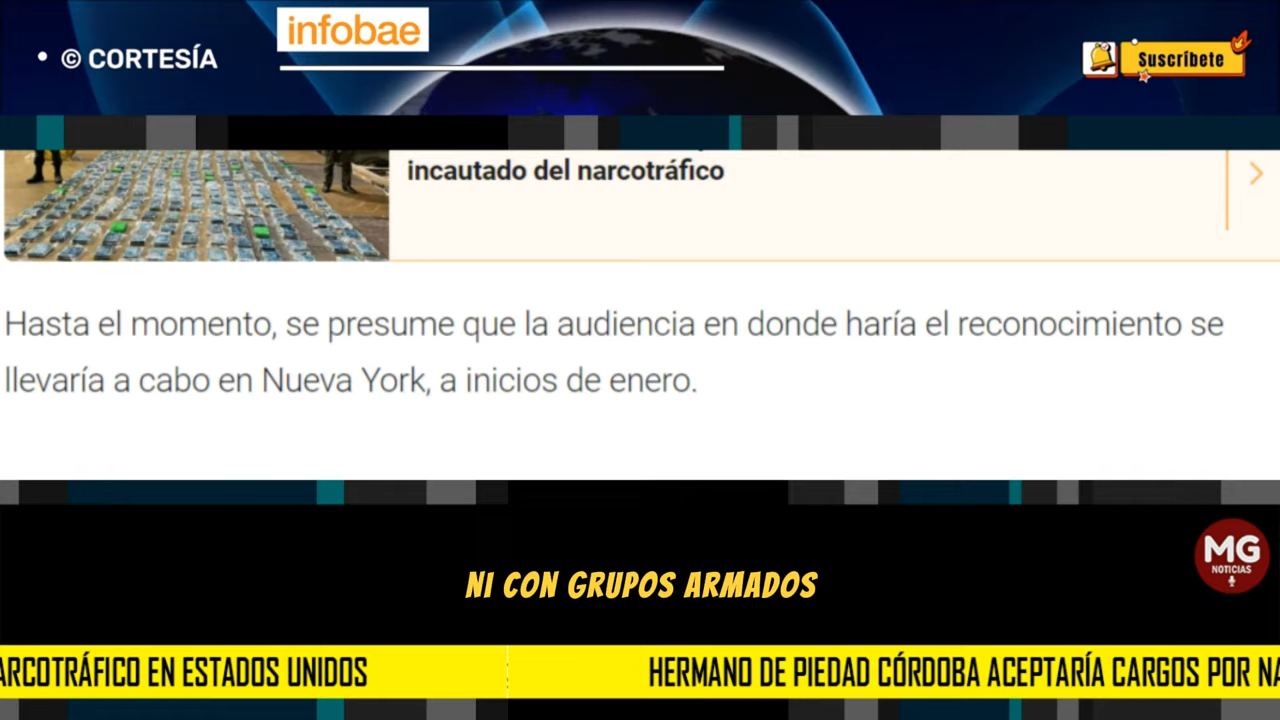 infobae
• © CORTESÍA
Suscríbete
incautado del narcotráfico
Hasta el momento, se presume que la audiencia en donde haría el reconocimiento se
llevaría a cabo en Nueva York, a inicios de enero.
MG
NOTICIAS
NI CON GRUPOS ARMADOS
ARCOTRÁFICO EN ESTADOS UNIDOS
HERMANO DE PIEDAD CÓRDOBA ACEPTARÍA CARGOS POR NA